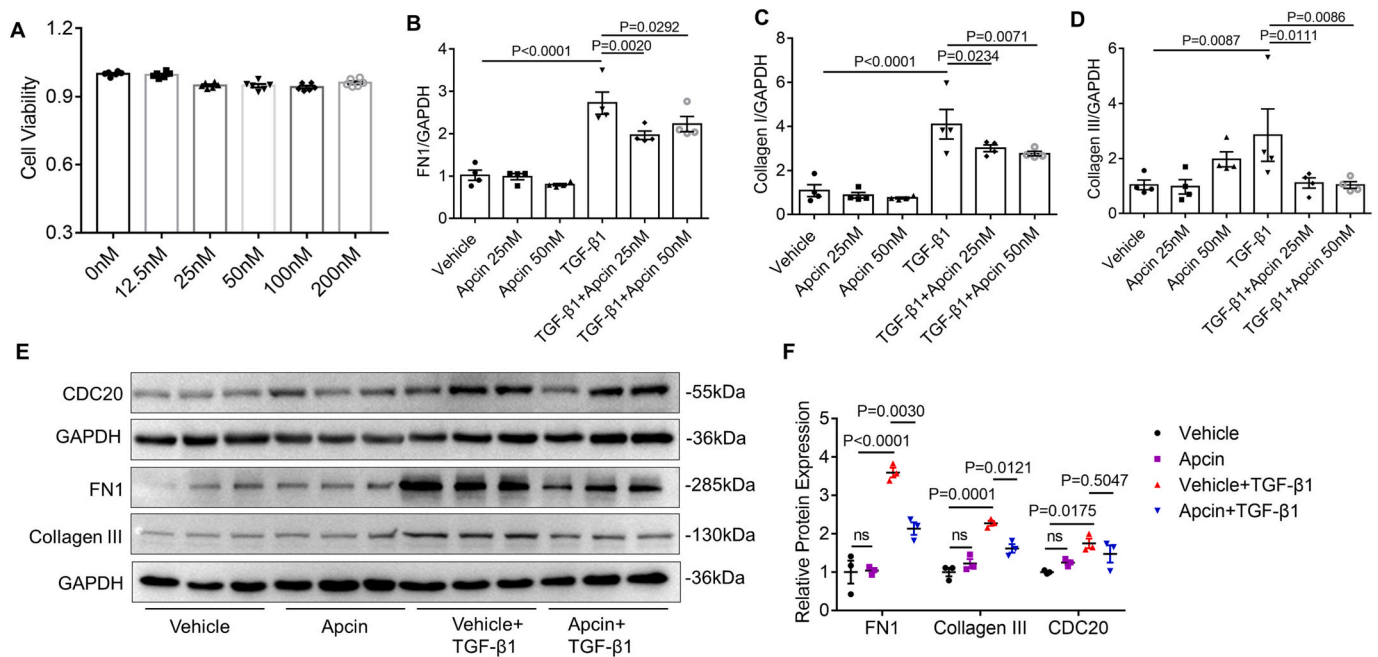 A
1.2
0.9
0.6
0.3
Cell Viability
0nM
12.5nM
25nM
50nM
100nM
200nM
B
5
4
3
2
1
0
FN1/GAPDH
P=0.0292
P<0.0001
P=0.0020
Vehicle
Apcin 25nM
Apcin 50nM
TGF-β1
TGF-β1+Apcin 25nM
TGF-β1+Apcin 50nM
C
8
6
4
2
0
Collagen I/GAPDH
P=0.0071
P=0.0234
P<0.0001
Vehicle
Apcin 25nM
Apcin 50nM
TGF-β1
TGF-β1+Apcin 25nM
TGF-β1+Apcin 50nM
D
6
4
2
0
Collagen III/GAPDH
P=0.0086
P=0.0087
P=0.0111
Vehicle
Apcin 25nM
Apcin 50nM
TGF-β1
TGF-β1+Apcin 25nM
TGF-β1+Apcin 50nM
E
CDC20
-55kDa
GAPDH
-36kDa
FN1
-285kDa
Collagen III
-130kDa
GAPDH
-36kDa
Vehicle
Apcin
Vehicle+
TGF-β1
Apcin+
TGF-β1
F
5
4
3
2
1
0
Relative Protein Expression
P=0.0030
P<0.0001
ns
P=0.0121
P=0.0001
ns
P=0.5047
P=0.0175
ns
FN1
Collagen III
CDC20
Vehicle
Apcin
Vehicle+TGF-β1
Apcin+TGF-β1